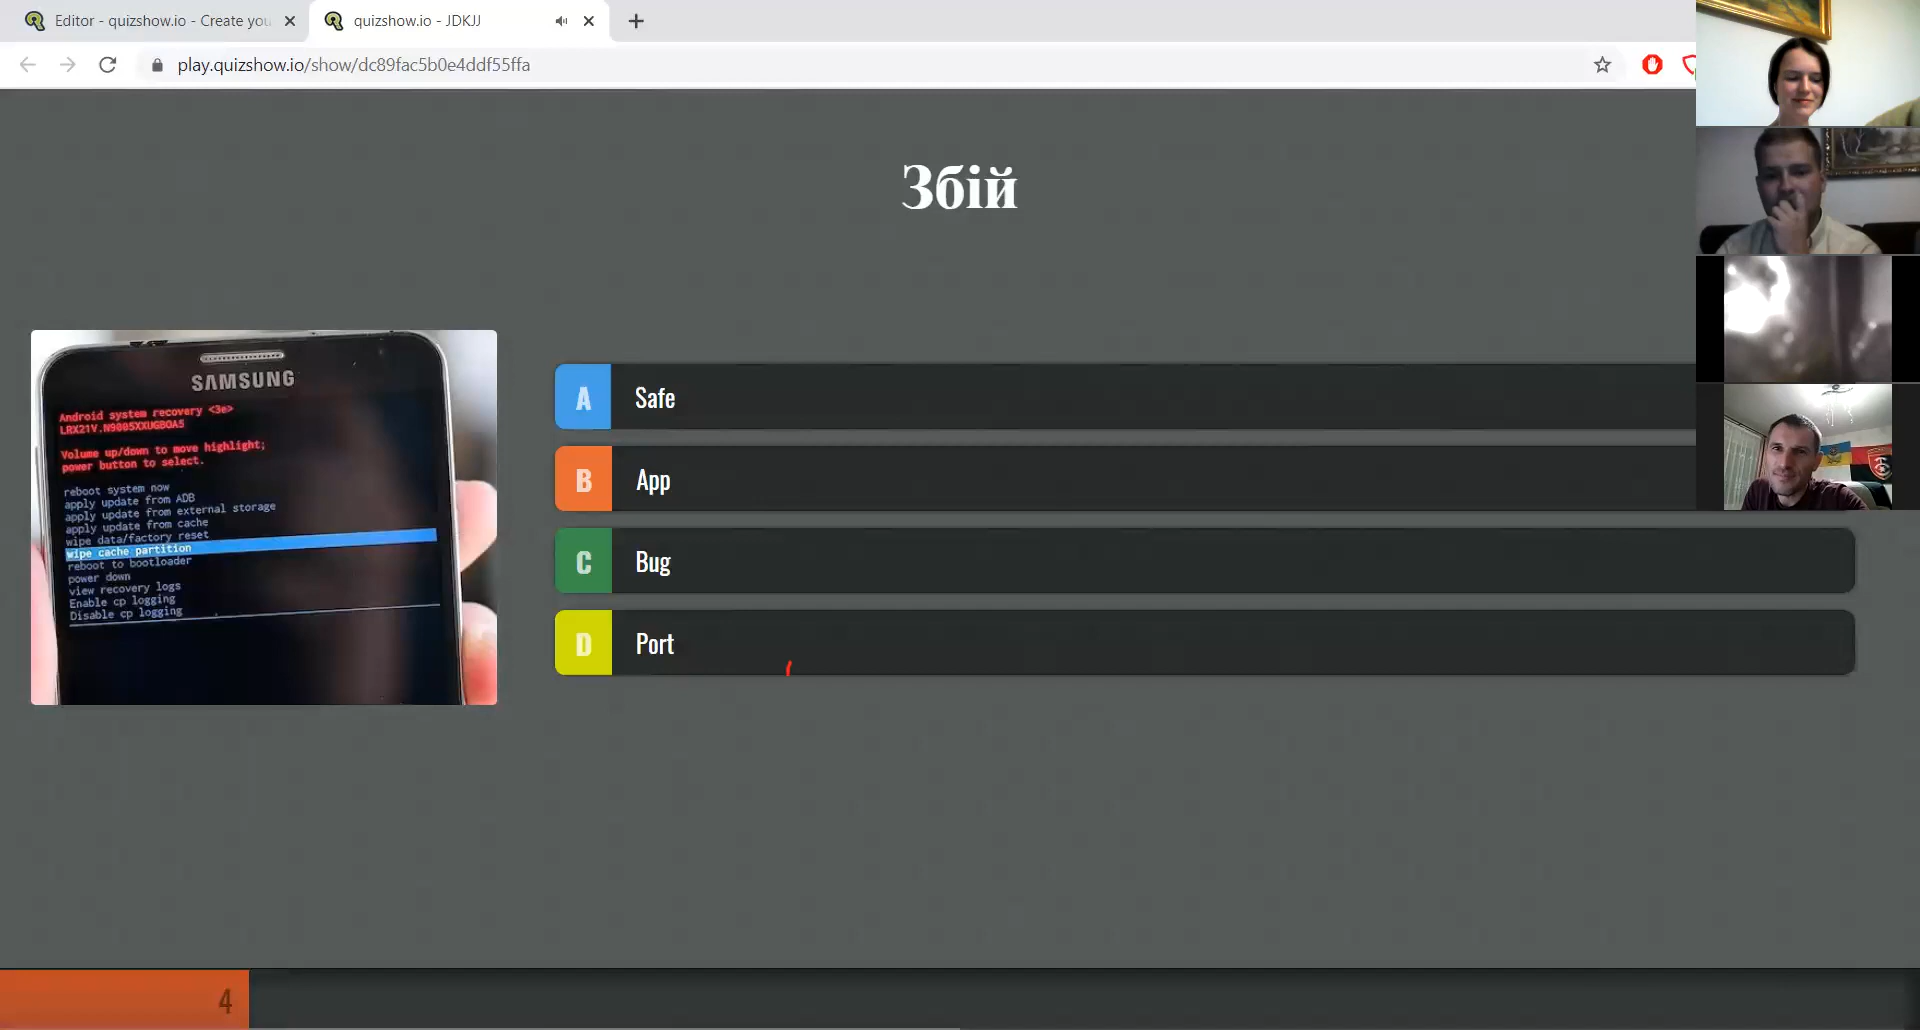 Editor - quizshow.io - Create you
quizshow.io - JDKJJ
play.quizshow.io/show/dc89fac5b0e4ddf55ffa
Збій
SAMSUNG
Android system recovery <3e>
LRX21V.N9005XXUGBOA5
Volume up/down to move highlight;
power button to select.
reboot system now
apply update from ADB
apply update from external storage
apply update from cache
wipe data/factory reset
wipe cache partition
reboot to bootloader
power down
view recovery logs
Enable cp logging
Disable cp logging
A Safe
B App
C Bug
D Port
4